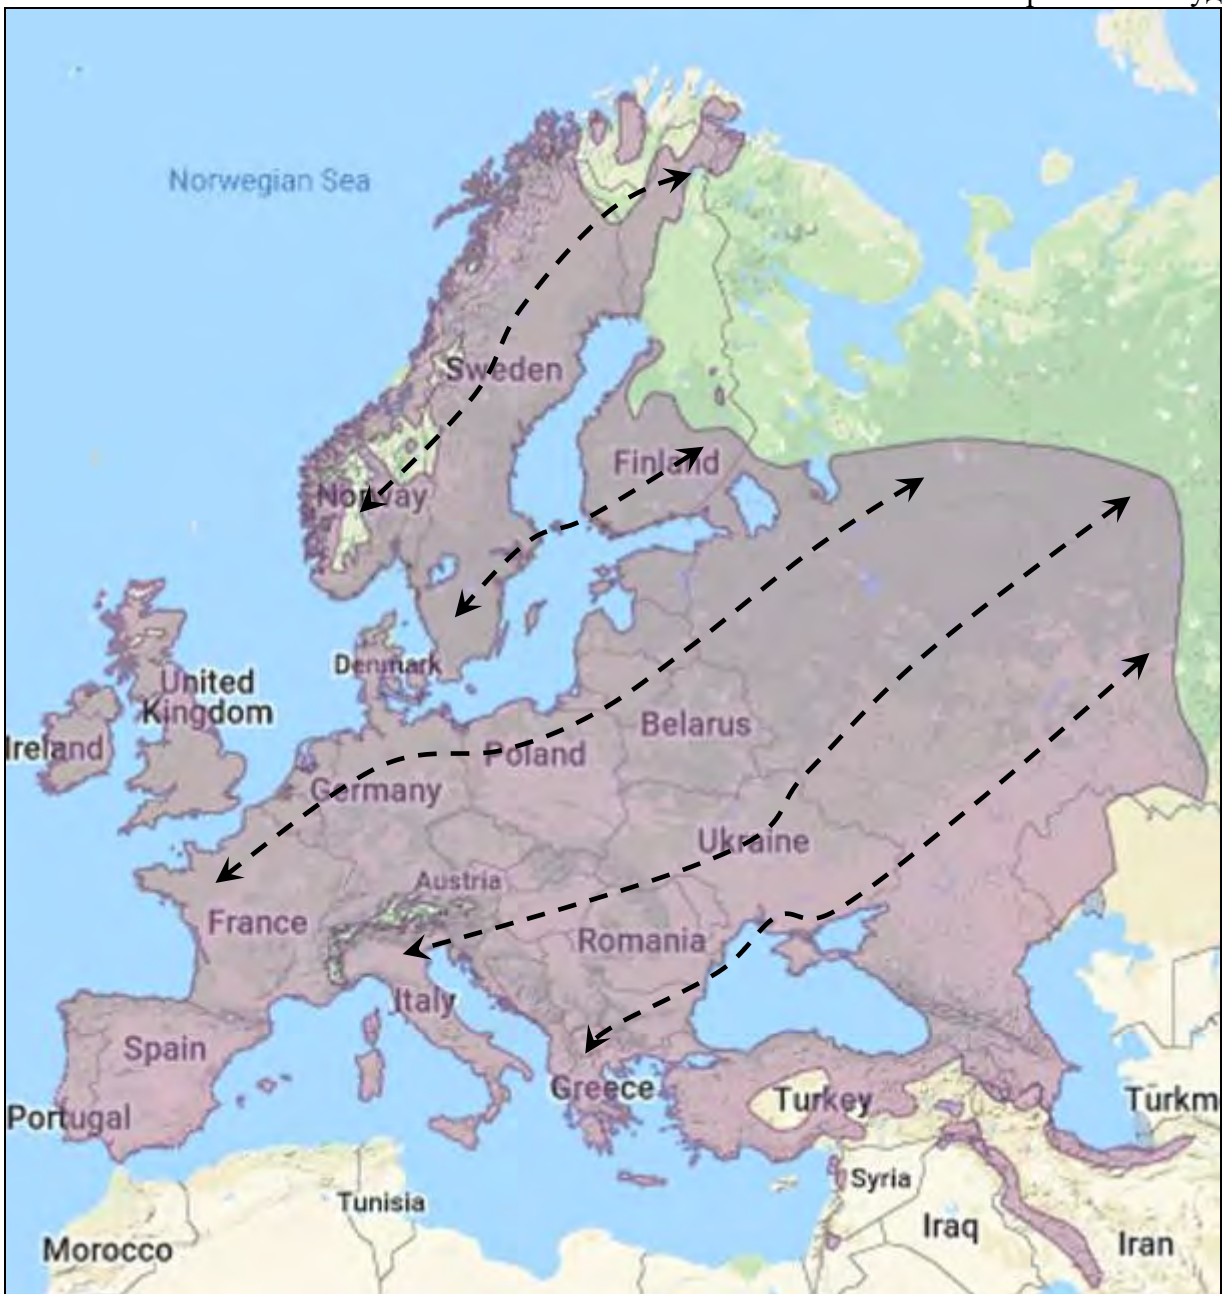 Norwegian Sea
Sweden
Finland
Norway
Denmark
United
Kingdom
Ireland
Belarus
Poland
Germany
Ukraine
Austria
France
Romania
Italy
Spain
Greece
Turkey
Türkm
Portugal
Syria
Tunisia
Iraq
Iran
Morocco